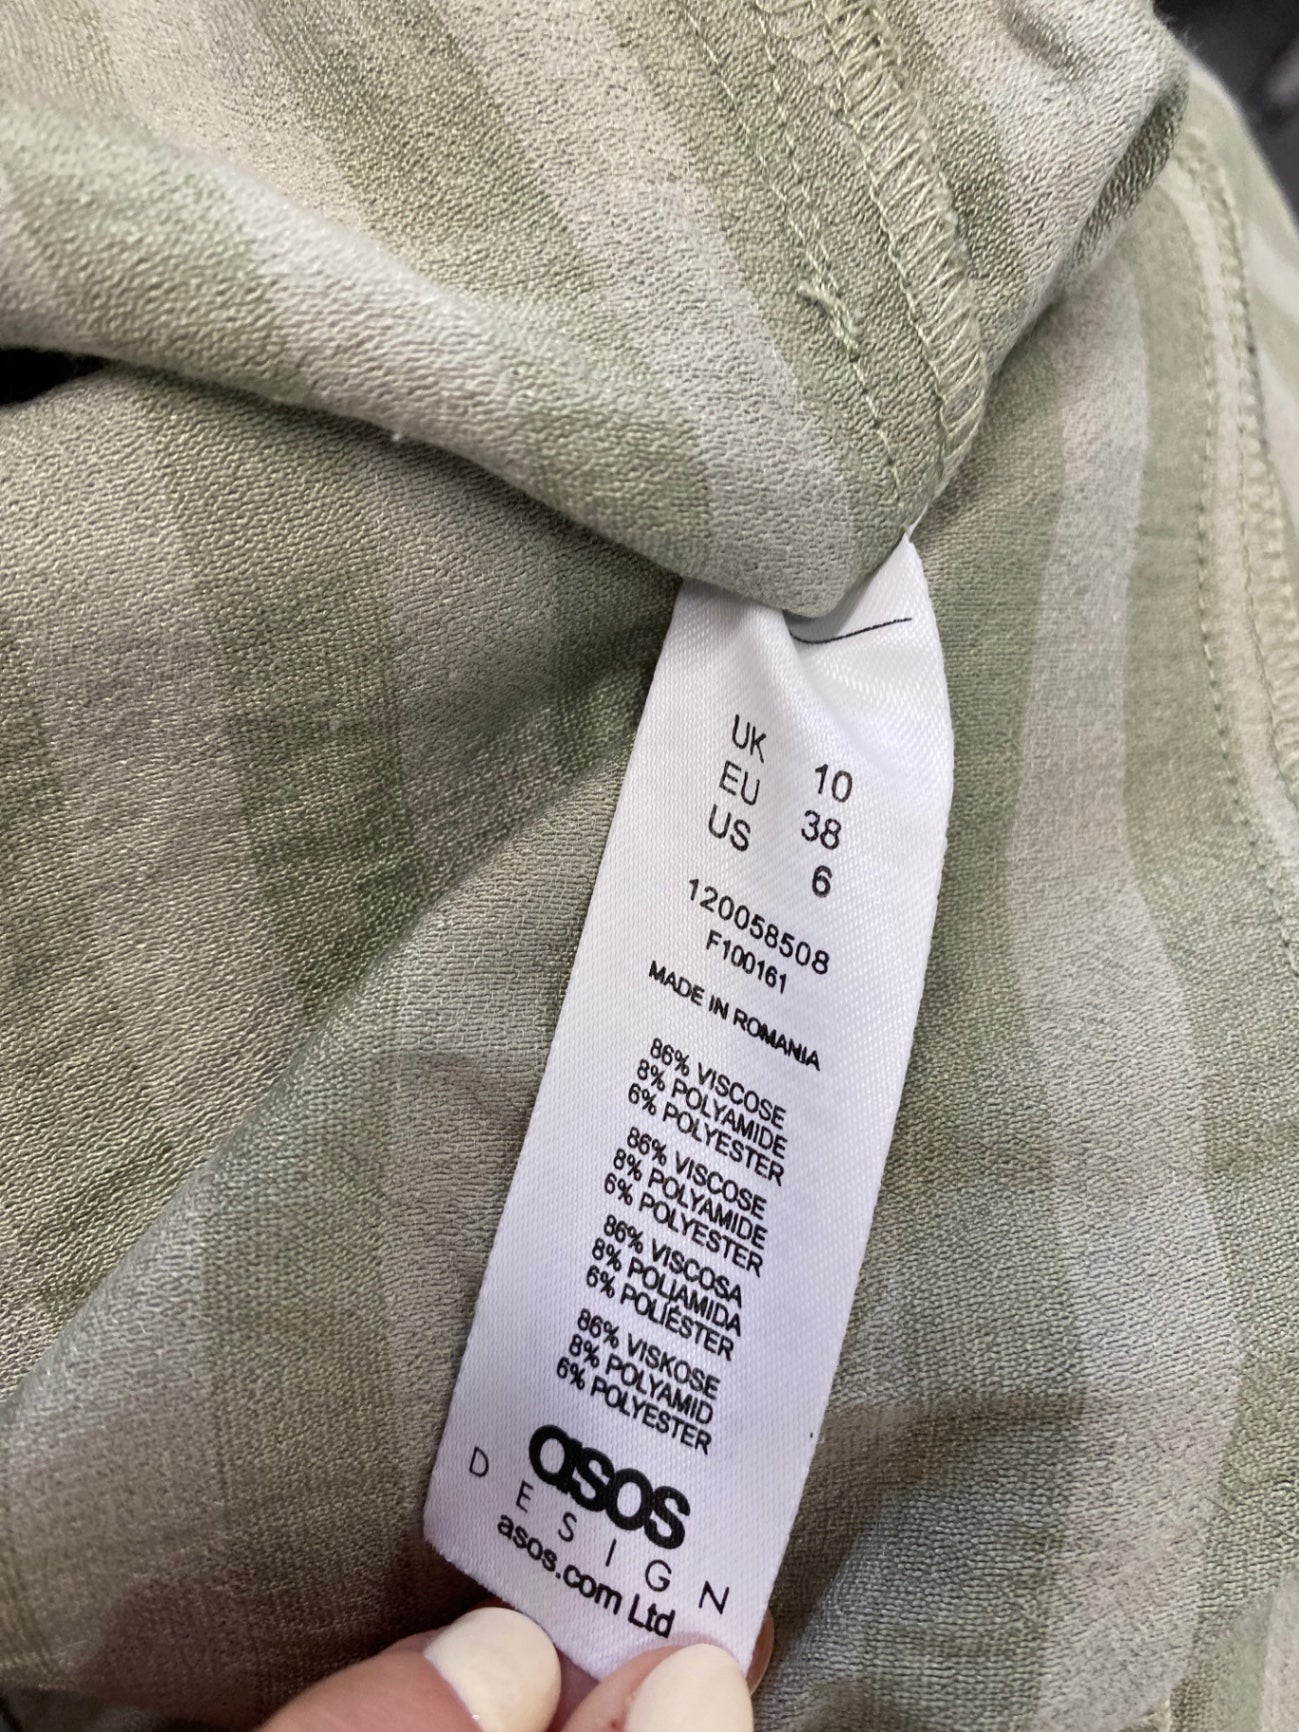 UK 10
EU 38
US 6
120058508
F100161
MADE IN ROMANIA
86% VISCOSE
8% POLYAMIDE
6% POLYESTER
86% VISCOSE
8% POLYAMIDE
6% POLYESTER
86% VISCOSA
8% POLIAMIDA
6% POLIÉSTER
86% VISKOSE
8% POLYAMID
6% POLYESTER
asos
DESIGN
asos.com Ltd